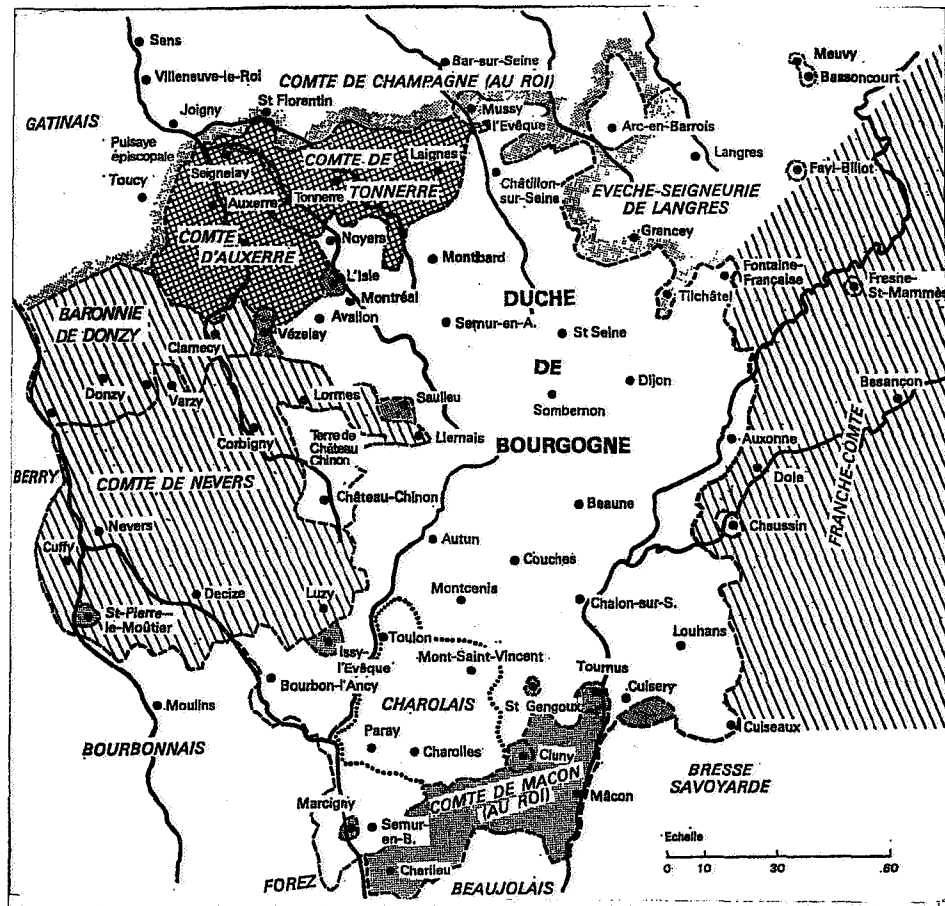 Sens
Villeneuve-le-Roi
Bar-sur-Seine
Meuvy
Bassoncourt
COMTE DE CHAMPAGNE (AU ROI)
Joigny
St Florentin
Mussy
l'Evêque
GATINAIS
Arc-en-Barrois
Puisaye
épiscopale
COMTE DE
TONNERRE
Laignes
Langres
Seignelay
Toucy
Tonnerre
Châtillon-
sur-Seine
Fayl-Billot
EVECHE-SEIGNEURIE
DE LANGRES
Auxerre
COMTE
D'AUXERRE
Noyers
Grancey
Montbard
L'Isle
Fontaine-
Française
Fresne-
St-Mammès
Tilchâtel
Montréal
DUCHE
DE
BOURGOGNE
BARONNIE
DE DONZY
Avallon
Semur-en-A.
St Seine
Vézelay
Clamecy
Donzy
Varzy
Lormes
Saulieu
Dijon
Besançon
Sombernon
Corbigny
Terre de
Château
Chinon
Liernais
Auxonne
Dole
FRANCHE-COMTE
BERRY
COMTE DE NEVERS
Château-Chinon
Beaune
Nevers
Autun
Chaussin
Cuffy
Couches
Decize
Luzy
Montcenis
Chalon-sur-S.
St-Pierre-
le-Moûtier
Toulon
Louhans
Issy-
l'Evêque
Mont-Saint-Vincent
Tournus
Bourbon-l'Ancy
Cuisery
St Gengoux
CHAROLAIS
Moulins
Cuiseaux
BOURBONNAIS
Paray
Charolles
Cluny
BRESSE
SAVOYARDE
COMTE DE MACON
(AU ROI)
Mâcon
Marcigny
Semur-
en-B.
Echelle
0 10 30 60
Charlieu
FOREZ
BEAUJOLAIS